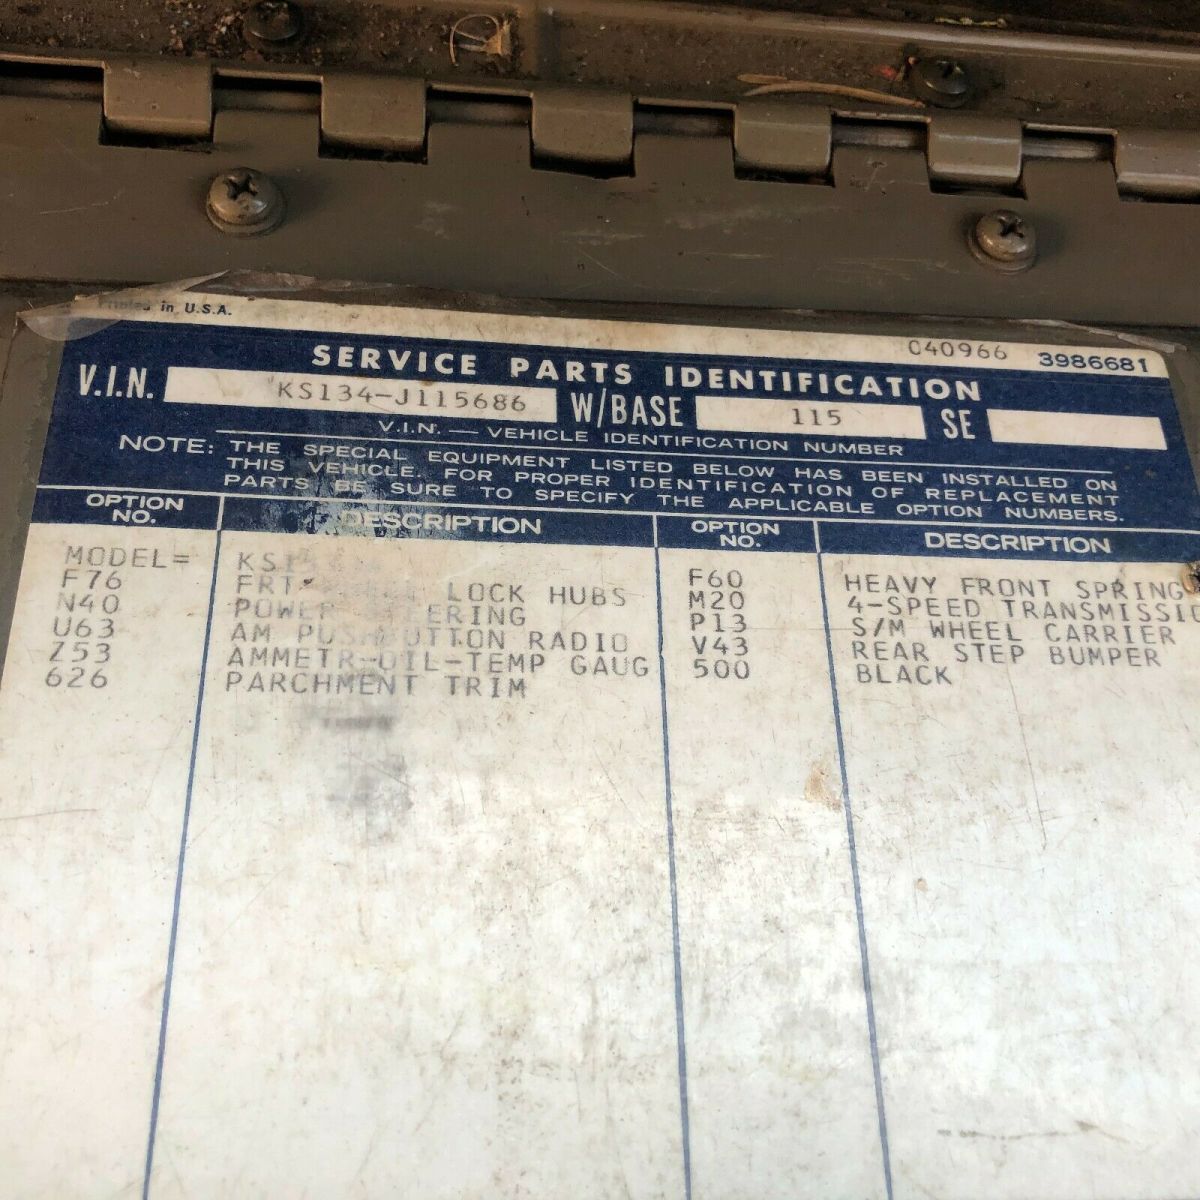 Printed in U.S.A.
040966 3986681
SERVICE PARTS IDENTIFICATION
V.I.N. KS134-J115686 W/BASE 115 SE
V.I.N. — VEHICLE IDENTIFICATION NUMBER
NOTE: THE SPECIAL EQUIPMENT LISTED BELOW HAS BEEN INSTALLED ON
THIS VEHICLE. FOR PROPER IDENTIFICATION OF REPLACEMENT
PARTS BE SURE TO SPECIFY THE APPLICABLE OPTION NUMBERS.
OPTION NO. DESCRIPTION OPTION NO. DESCRIPTION
MODEL=
F76 FRT LOCK HUBS F60 HEAVY FRONT SPRING
N40 POWER STEERING M20 4-SPEED TRANSMISSIO
U63 AM PUSHBUTTON RADIO P13 S/M WHEEL CARRIER
Z53 AMMETR-OIL-TEMP GAUG V43 REAR STEP BUMPER
626 PARCHMENT TRIM 500 BLACK